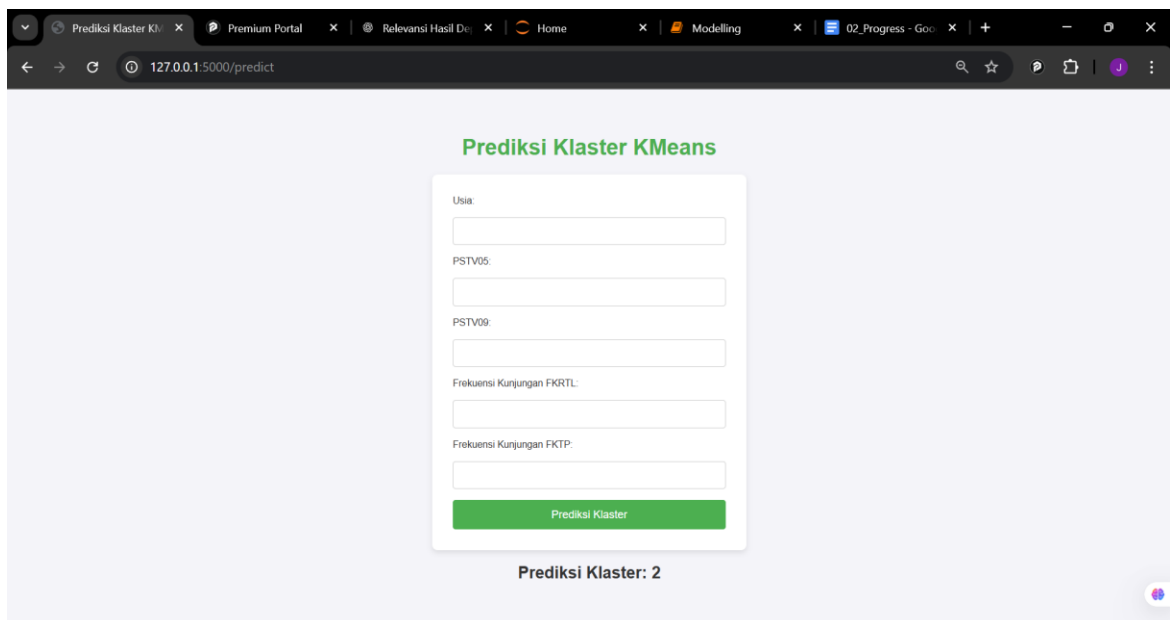 Prediksi Klaster KM
Premium Portal
Relevansi Hasil De
Home
Modelling
02_Progress - Goo
127.0.0.1:5000/predict
J
Prediksi Klaster KMeans
Usia:
PSTV05:
PSTV09:
Frekuensi Kunjungan FKRTL:
Frekuensi Kunjungan FKTP:
Prediksi Klaster
Prediksi Klaster: 2